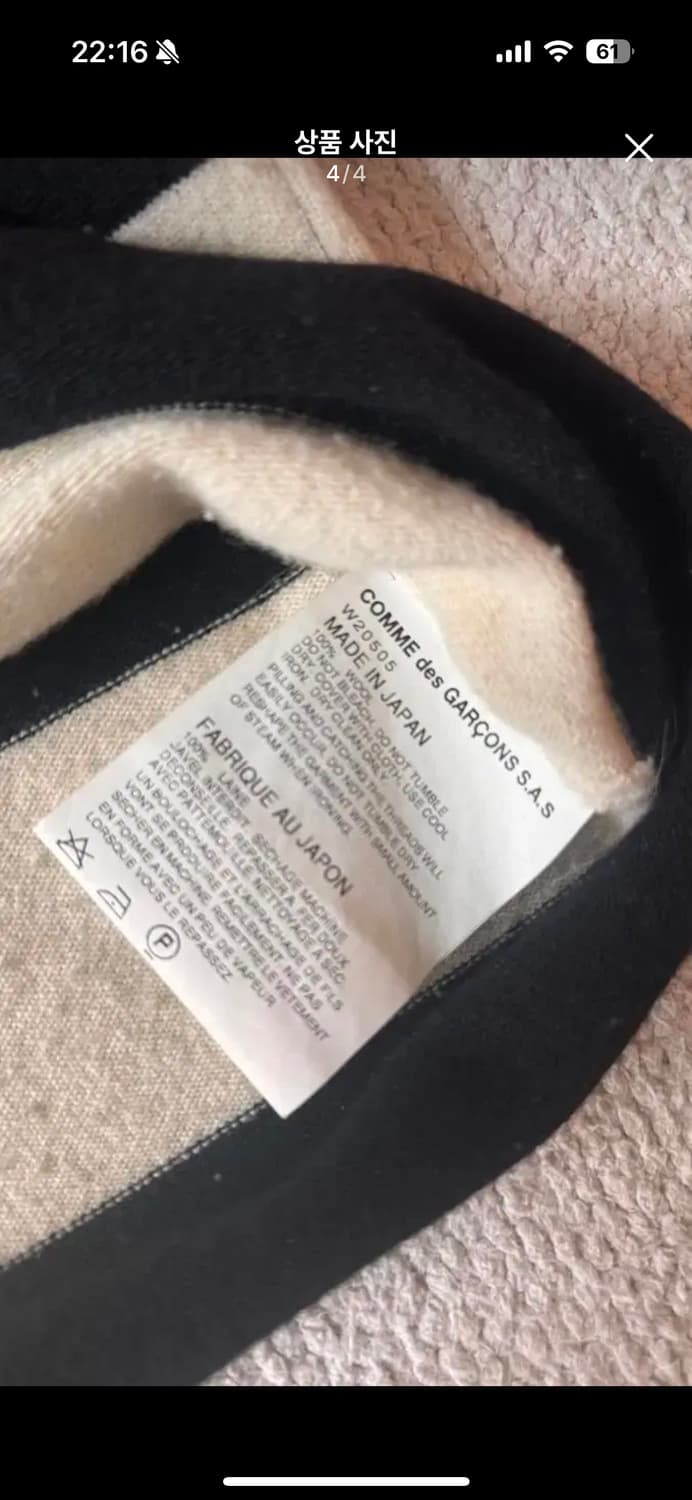 22:16
61
상품 사진
4/4
COMME des GARÇONS S.A.S
W20505
MADE IN JAPAN
100% WOOL
DO NOT BLEACH, DO NOT TUMBLE
DRY, COVER WITH CLOTH, USE COOL
IRON, DRY CLEAN ONLY
PILLING AND CATCHING THE THREADS WILL
EASILY OCCUR. DO NOT TUMBLE DRY
RESHAPE THE GARMENT WITH SMALL AMOUNT
OF STEAM WHEN IRONING.
FABRIQUE AU JAPON
100% LAINE
JAVEL INTERDIT, SECHAGE MACHINE
DECONSEILLE, REPASSER A FER DOUX
AVEC PATTEMOUILLE NETTOYAGE A SEC
UN BOULOCHAGE ET L'ARRACHAGE DE FILS
VONT SE PRODUIRE FACILEMENT. NE PAS
SECHER EN MACHINE, REMETTRE LE VETEMENT
EN FORME AVEC UN PEU DE VAPEUR
LORSQUE VOUS LE REPASSEZ
P